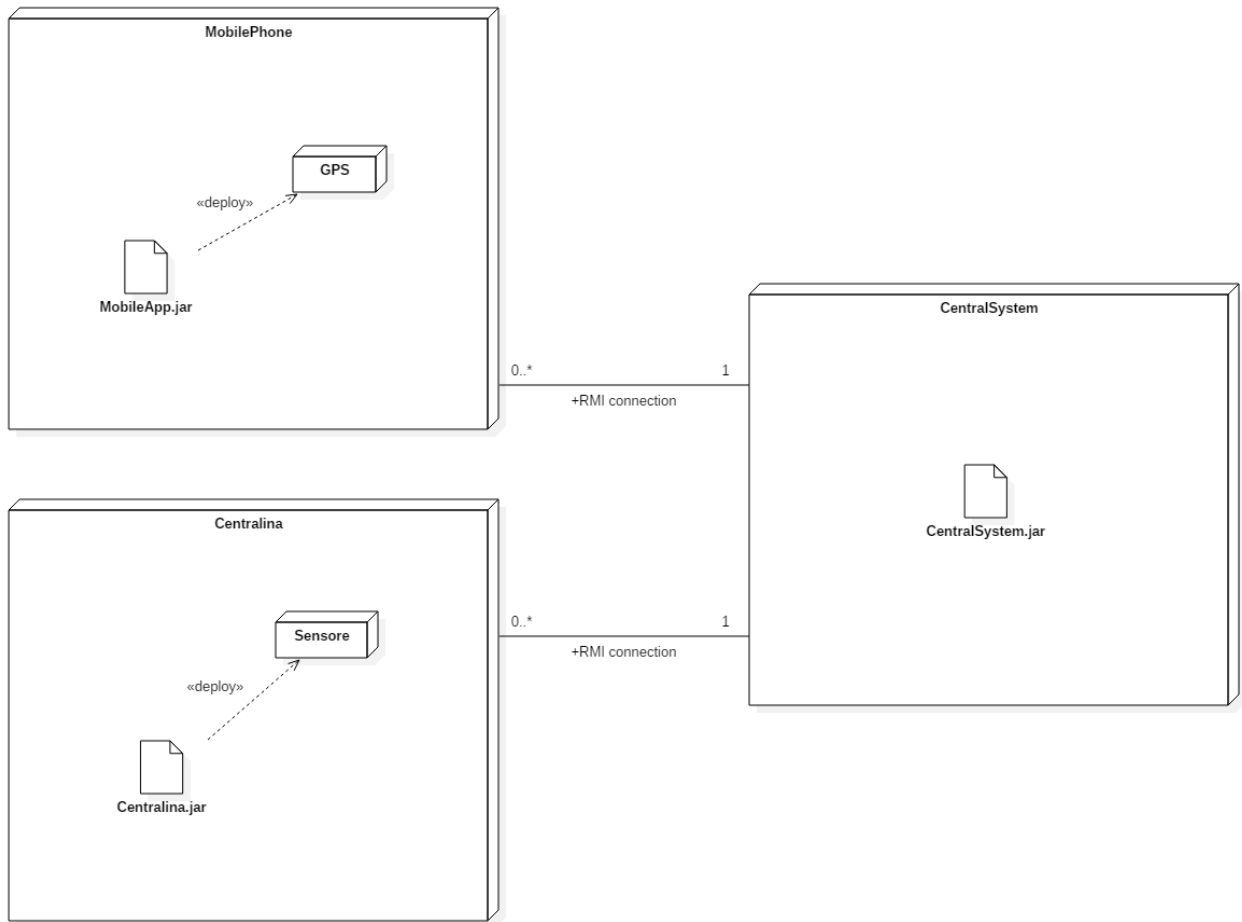 MobilePhone
GPS
«deploy»
MobileApp.jar
CentralSystem
0..*
1
+RMI connection
CentralSystem.jar
Centralina
Sensore
0..*
1
+RMI connection
«deploy»
Centralina.jar